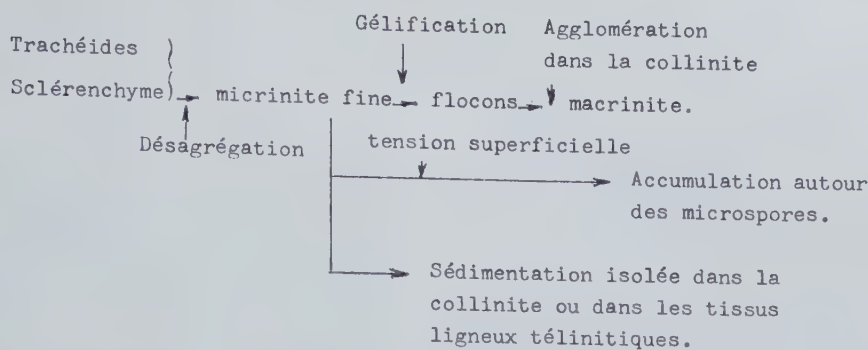 Gélification
Agglomération
dans la collinite
Trachéides
Sclérenchyme
micrinite fine
flocons
macrinite.
Désagrégation
tension superficielle
Accumulation autour
des microspores.
Sédimentation isolée dans la
collinite ou dans les tissus
ligneux télinitiques.